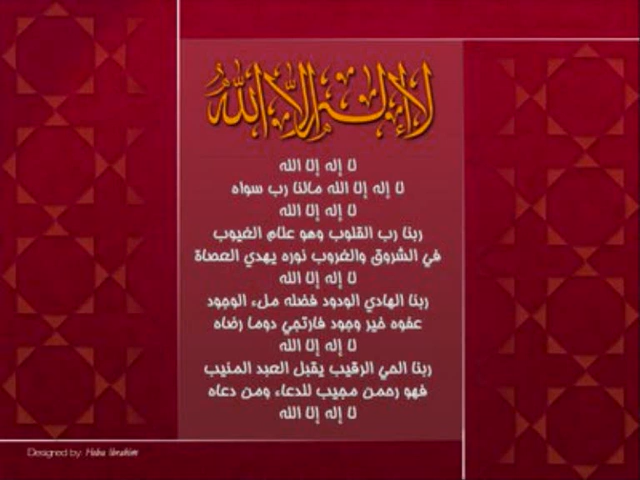 لا إله إلا الله
لا إله إلا الله
لا إله إلا الله مالنا رب سواه
لا إله إلا الله
ربنا رب القلوب وهو علام الغيوب
في الشروق والغروب نوره يهدي العصاة
لا إله إلا الله
ربنا الهادي الودود فضله ملء الوجود
عفوه خير وجود فارتجي دوما رضاه
لا إله إلا الله
ربنا الحي الرقيب يقبل العبد المنيب
فهو رحمن مجيب للدعاء ومن دعاه
لا إله إلا الله
Designed by: Heba Ibrahim